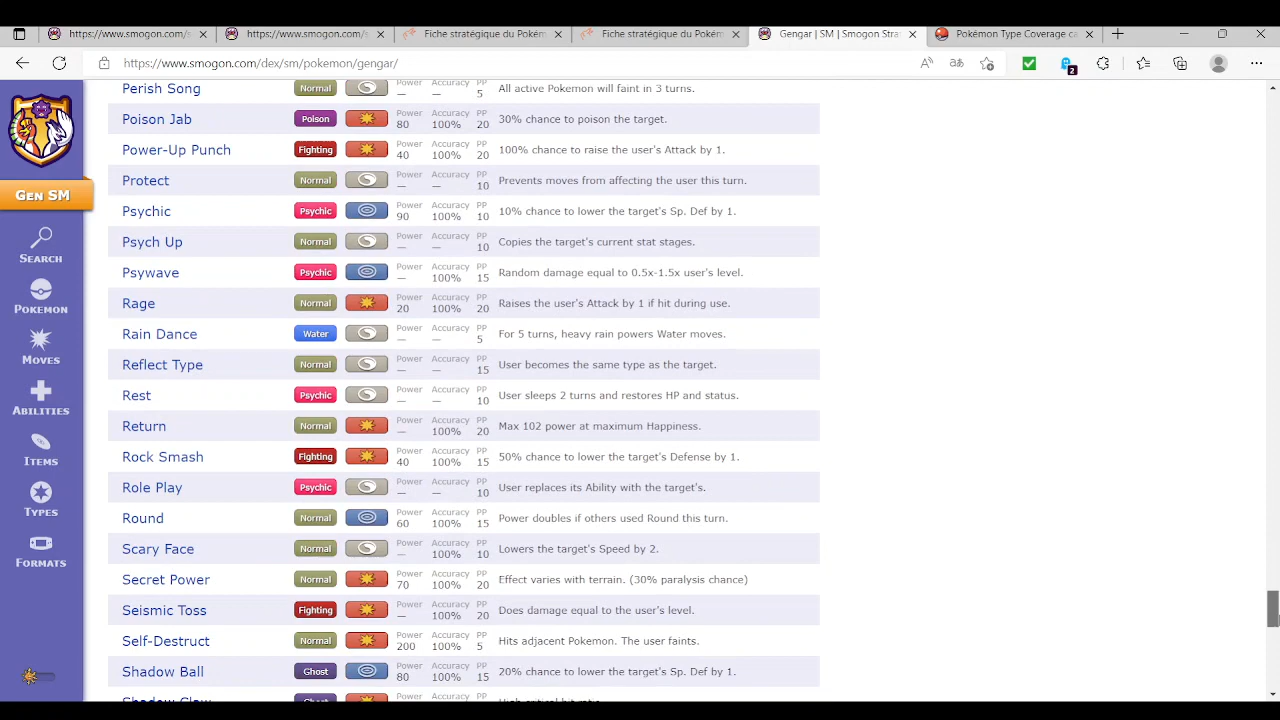 https://www.smogon.com/s
https://www.smogon.com/s
Fiche stratégique du Pokém
Fiche stratégique du Pokém
Gengar | SM | Smogon Stra
Pokémon Type Coverage ca
https://www.smogon.com/dex/sm/pokemon/gengar/
2
GEN SM
SEARCH
POKEMON
MOVES
ABILITIES
ITEMS
TYPES
FORMATS
Perish Song Normal Power — Accuracy — PP 5 All active Pokemon will faint in 3 turns.
Poison Jab Poison Power 80 Accuracy 100% PP 20 30% chance to poison the target.
Power-Up Punch Fighting Power 40 Accuracy 100% PP 20 100% chance to raise the user's Attack by 1.
Protect Normal Power — Accuracy — PP 10 Prevents moves from affecting the user this turn.
Psychic Psychic Power 90 Accuracy 100% PP 10 10% chance to lower the target's Sp. Def by 1.
Psych Up Normal Power — Accuracy — PP 10 Copies the target's current stat stages.
Psywave Psychic Power — Accuracy 100% PP 15 Random damage equal to 0.5x-1.5x user's level.
Rage Normal Power 20 Accuracy 100% PP 20 Raises the user's Attack by 1 if hit during use.
Rain Dance Water Power — Accuracy — PP 5 For 5 turns, heavy rain powers Water moves.
Reflect Type Normal Power — Accuracy — PP 15 User becomes the same type as the target.
Rest Psychic Power — Accuracy — PP 10 User sleeps 2 turns and restores HP and status.
Return Normal Power — Accuracy 100% PP 20 Max 102 power at maximum Happiness.
Rock Smash Fighting Power 40 Accuracy 100% PP 15 50% chance to lower the target's Defense by 1.
Role Play Psychic Power — Accuracy — PP 10 User replaces its Ability with the target's.
Round Normal Power 60 Accuracy 100% PP 15 Power doubles if others used Round this turn.
Scary Face Normal Power — Accuracy 100% PP 10 Lowers the target's Speed by 2.
Secret Power Normal Power 70 Accuracy 100% PP 20 Effect varies with terrain. (30% paralysis chance)
Seismic Toss Fighting Power — Accuracy 100% PP 20 Does damage equal to the user's level.
Self-Destruct Normal Power 200 Accuracy 100% PP 5 Hits adjacent Pokemon. The user faints.
Shadow Ball Ghost Power 80 Accuracy 100% PP 15 20% chance to lower the target's Sp. Def by 1.
Shadow Claw Ghost Power Accuracy PP High critical hit ratio.